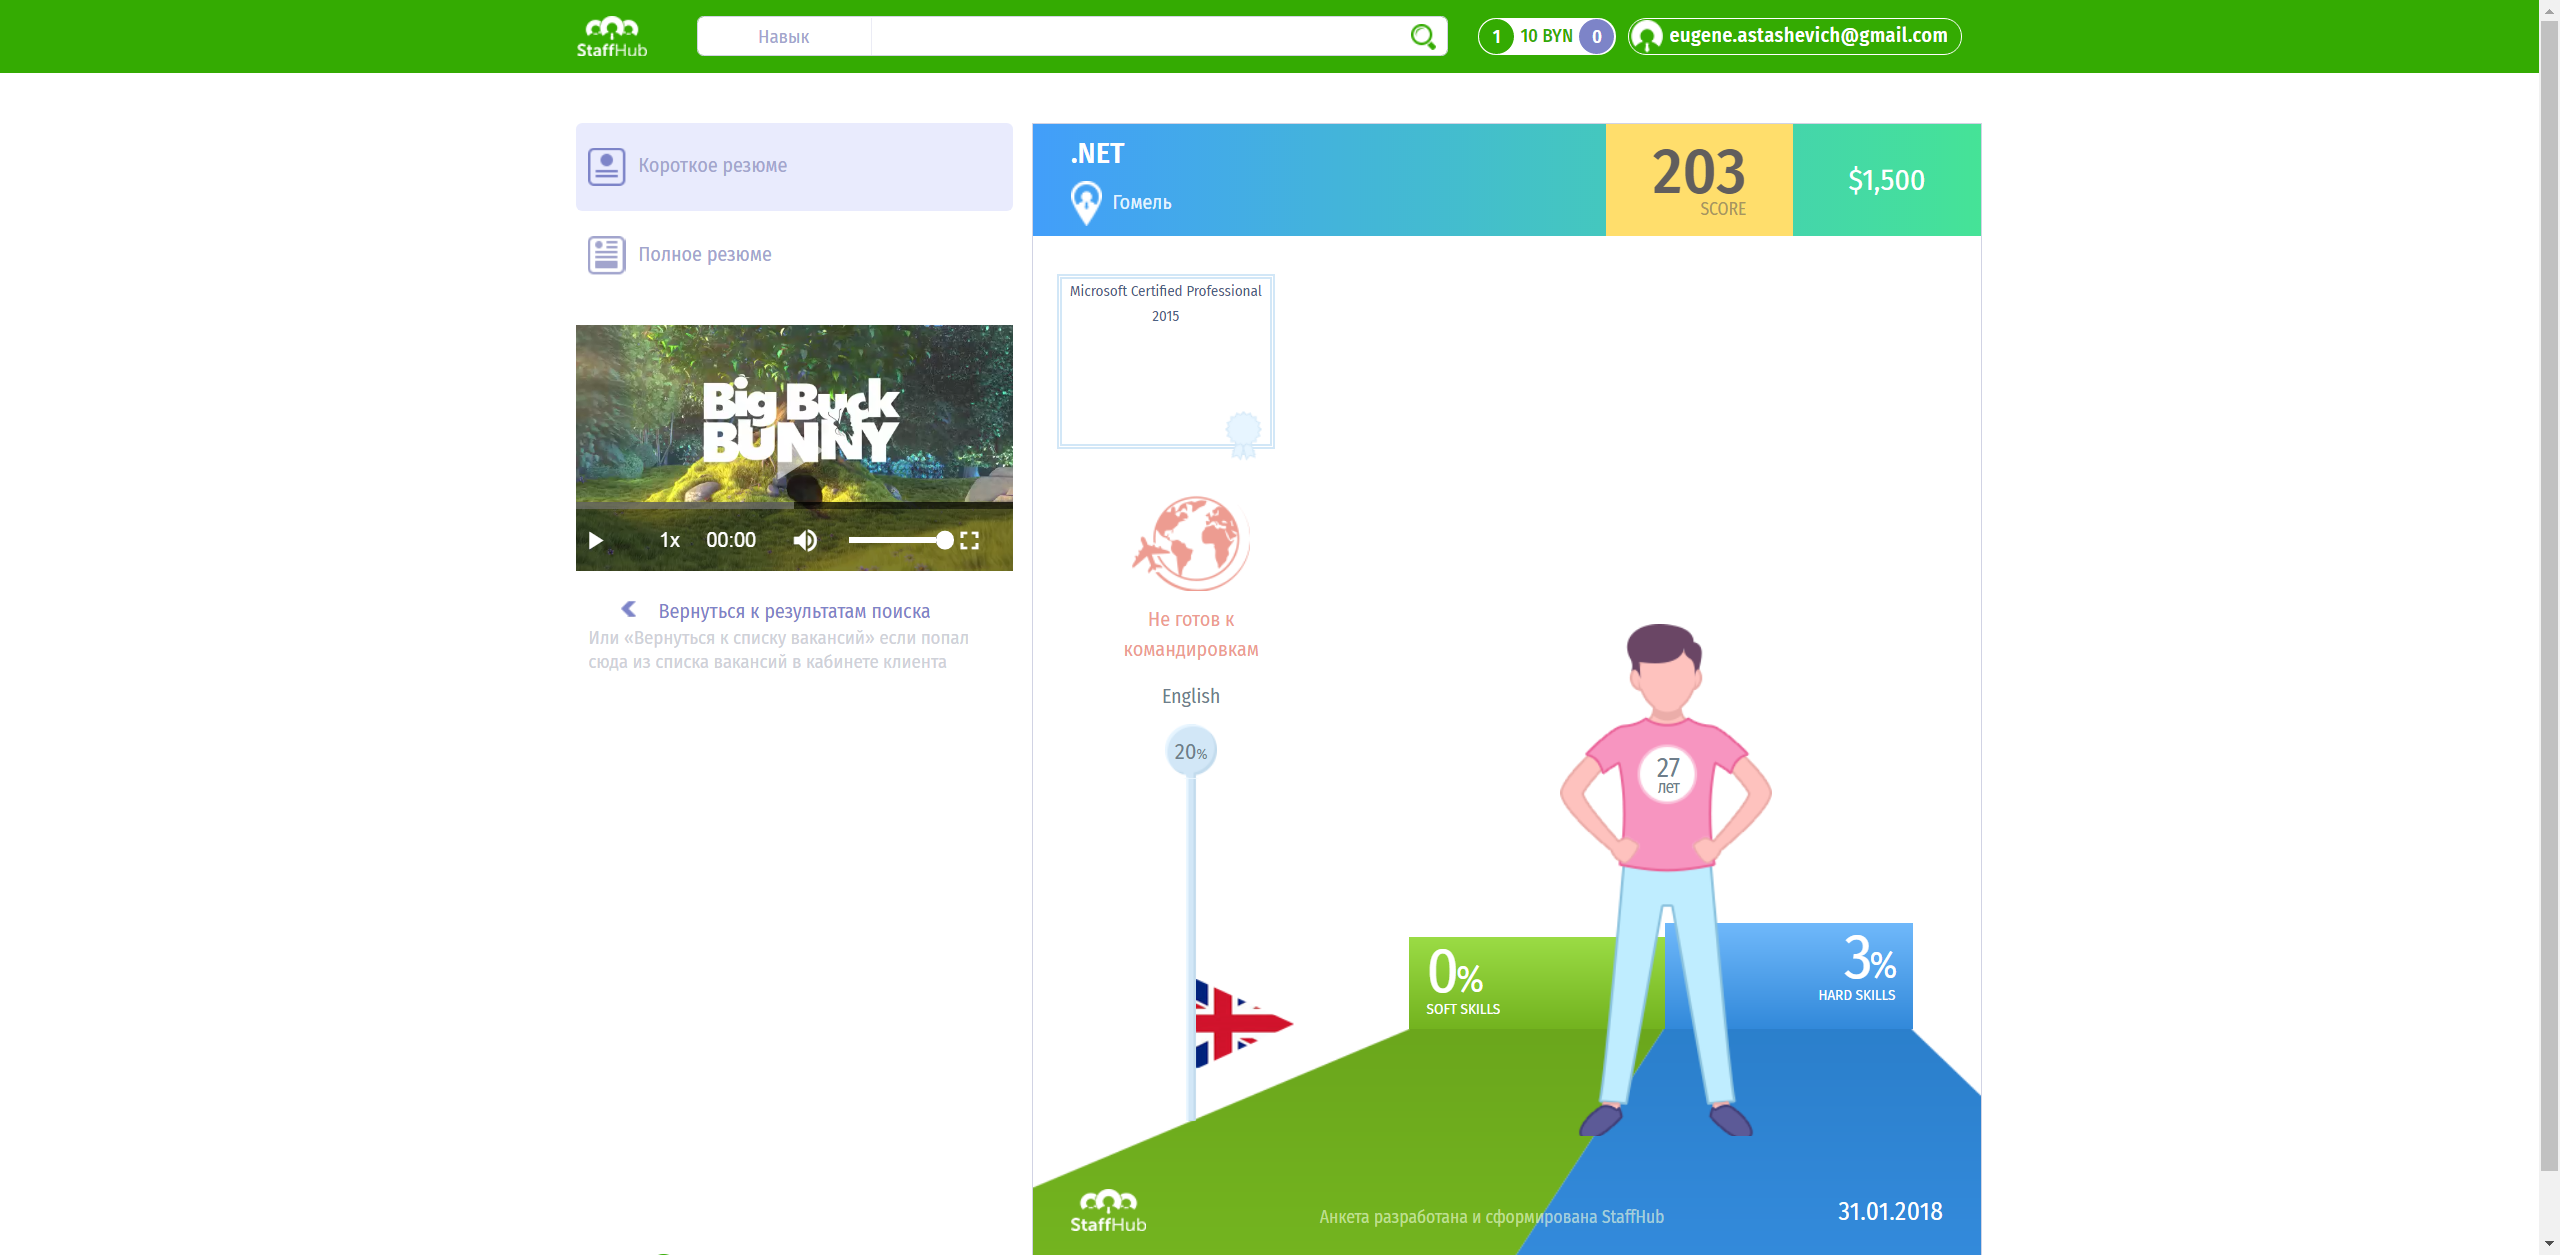 StaffHub
Навык
1 10 BYN 0
eugene.astashevich@gmail.com
Короткое резюме
Полное резюме
Big Buck
BUNNY
1x 00:00
Вернуться к результатам поиска
Или «Вернуться к списку вакансий» если попал
сюда из списка вакансий в кабинете клиента
.NET
Гомель
203
SCORE
$1,500
Microsoft Certified Professional
2015
Не готов к
командировкам
English
20%
27
лет
0%
SOFT SKILLS
3%
HARD SKILLS
StaffHub
Анкета разработана и сформирована StaffHub
31.01.2018